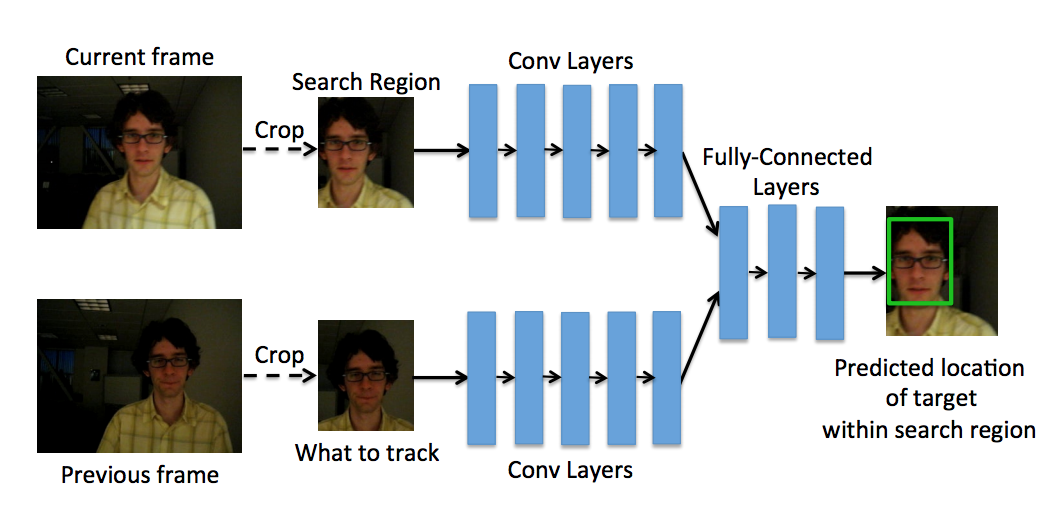 Current frame
Crop
Search Region
Conv Layers
Fully-Connected
Layers
Previous frame
Crop
What to track
Conv Layers
Predicted location
of target
within search region